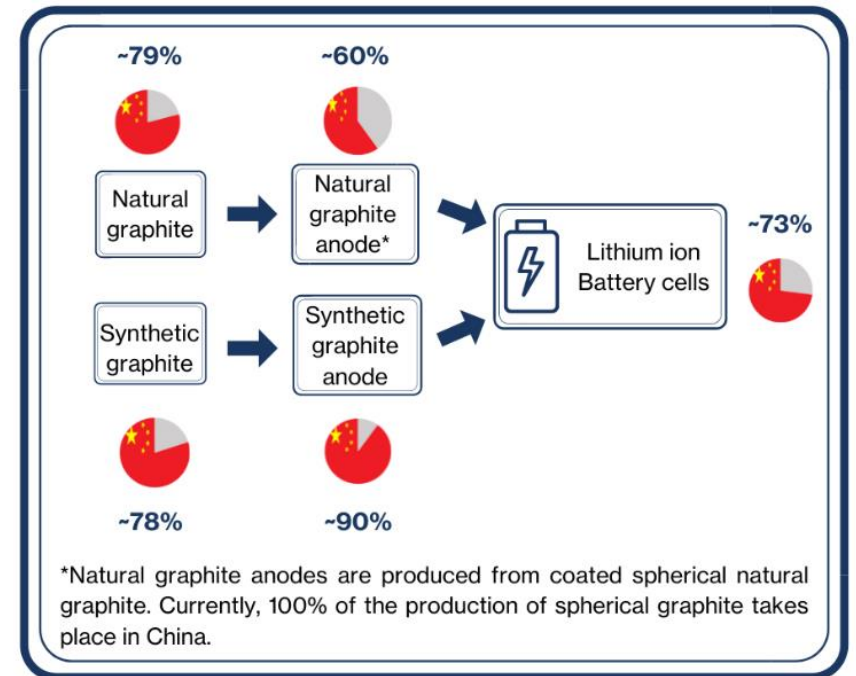 ~79%
~60%
Natural
graphite
Natural
graphite
anode*
~73%
Lithium ion
Battery cells
Synthetic
graphite
Synthetic
graphite
anode
~78%
~90%
*Natural graphite anodes are produced from coated spherical natural
graphite. Currently, 100% of the production of spherical graphite takes
place in China.